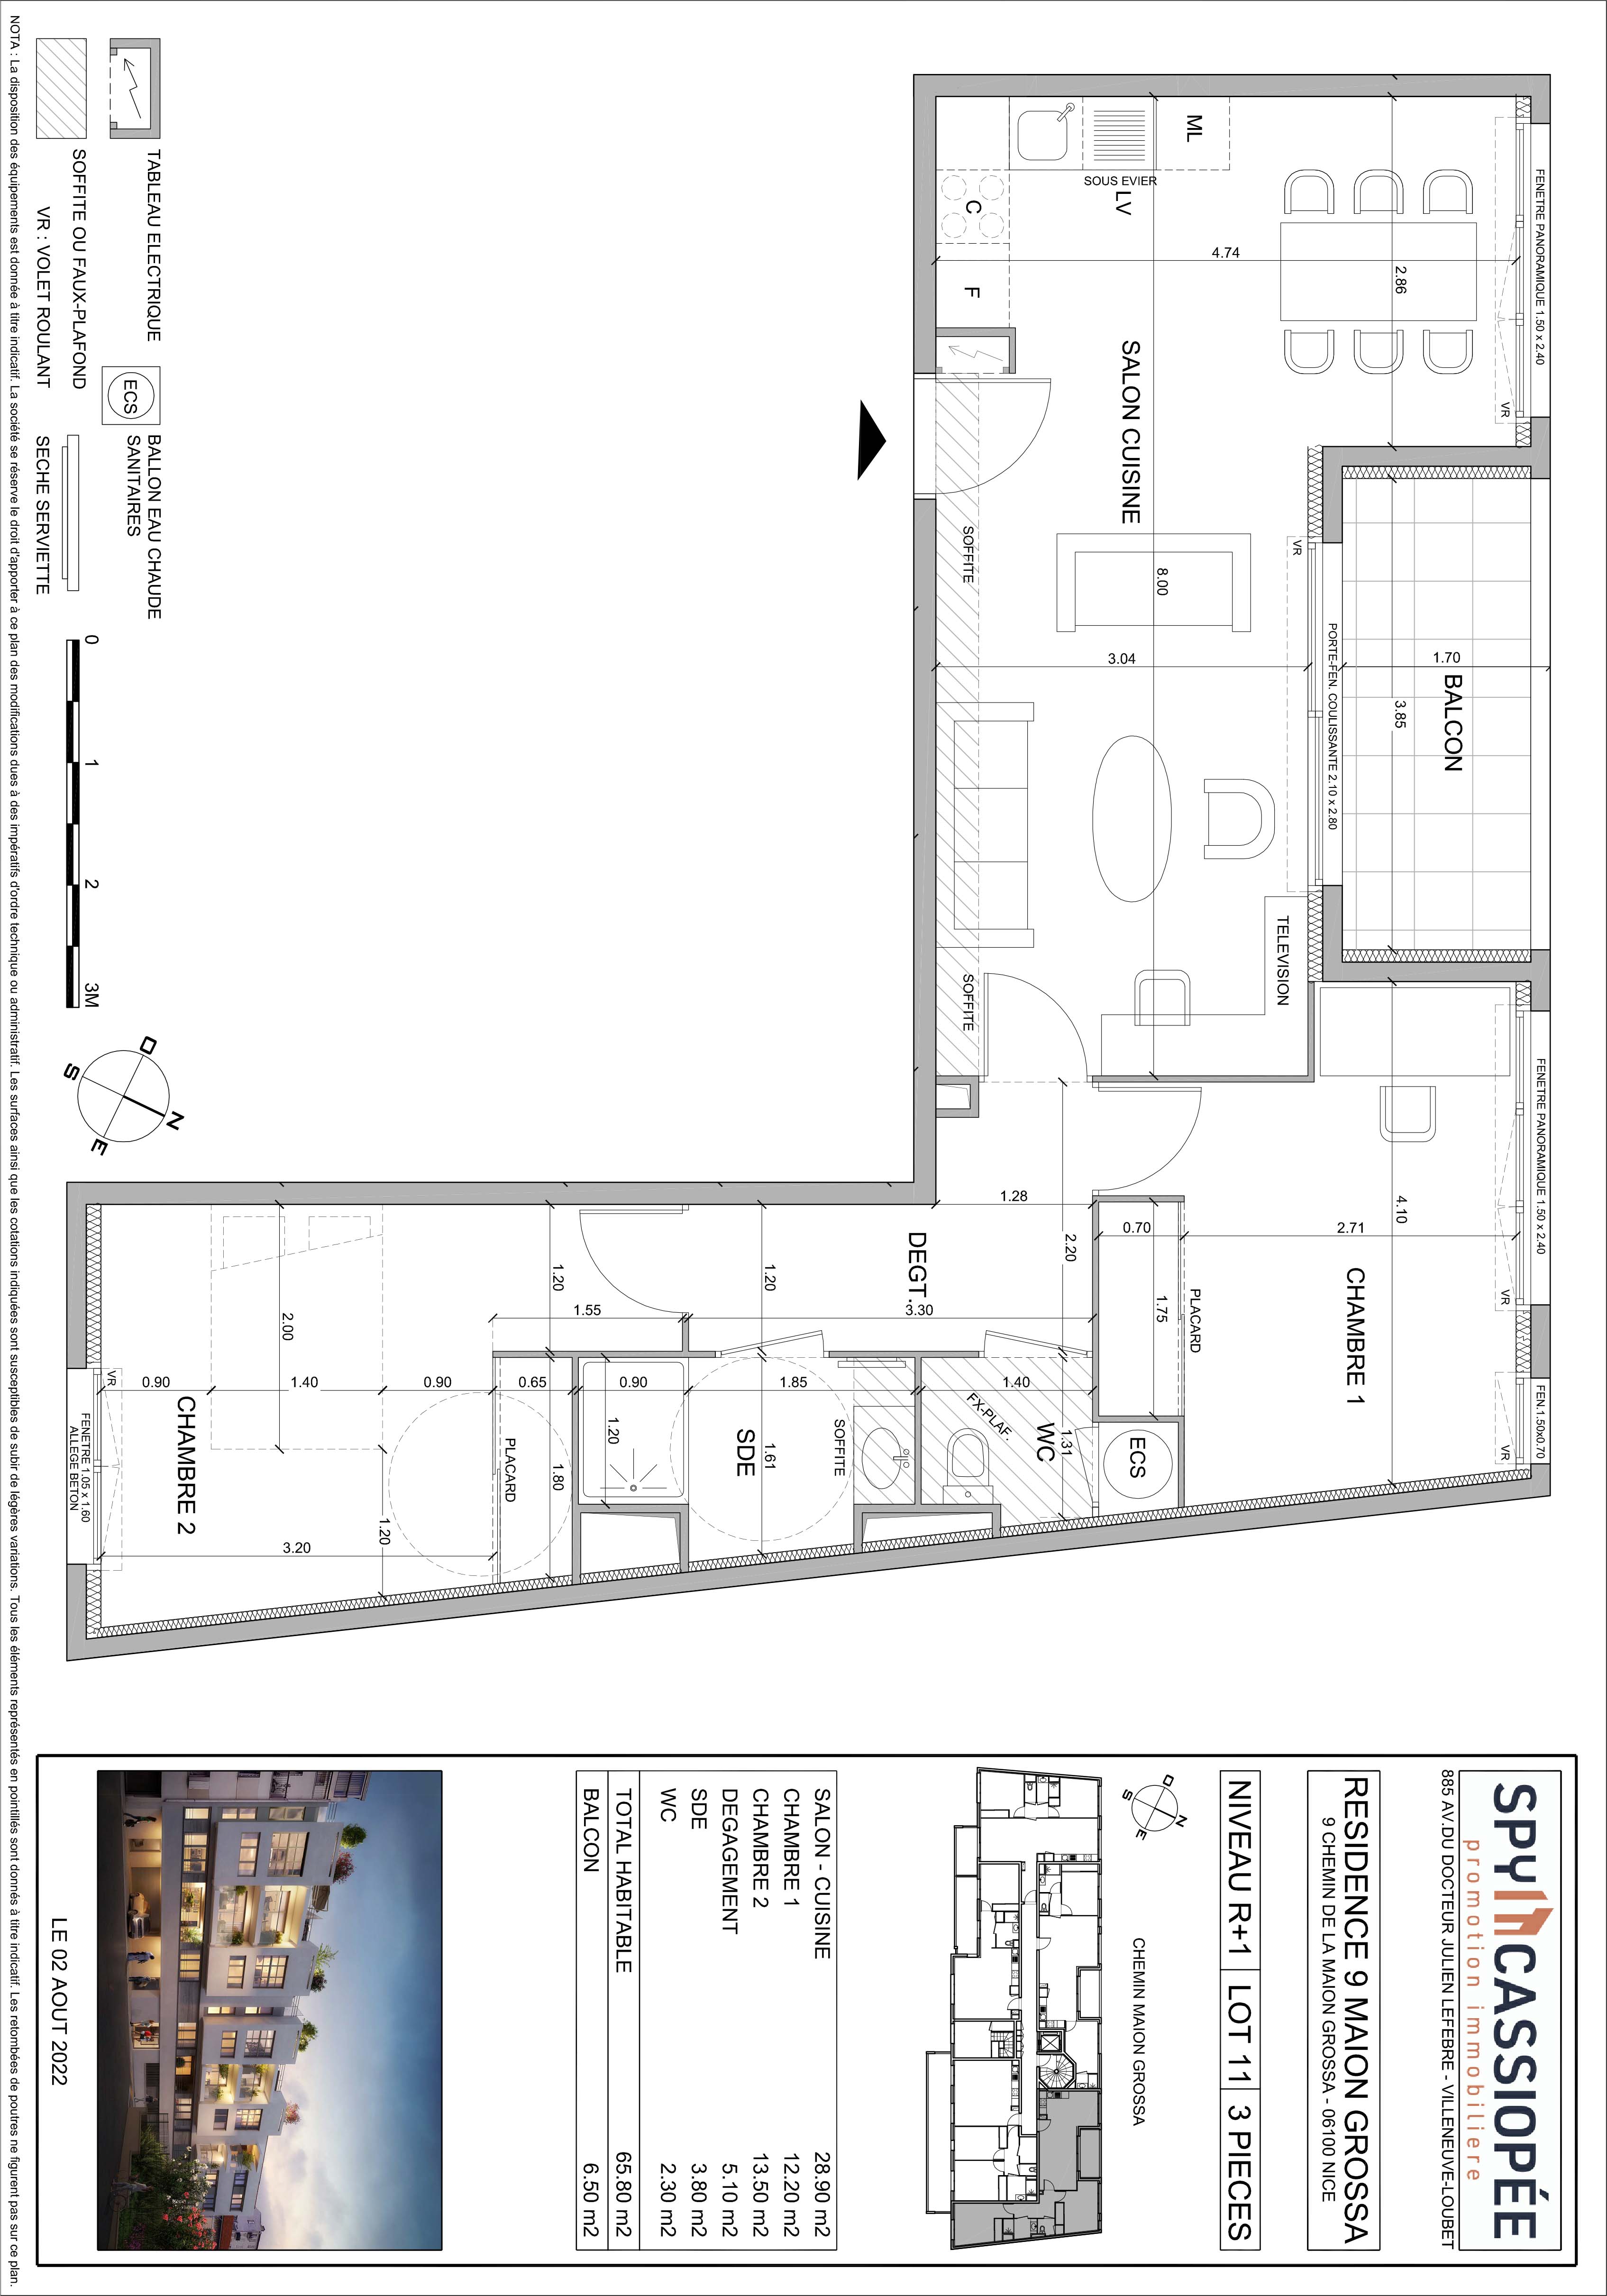 FENETRE PANORAMIQUE 1.50 x 2.40
VR
2.86
4.74
BALCON
1.70
3.85
PORTE-FEN. COULISSANTE 2.10 x 2.80
VR
FENETRE PANORAMIQUE 1.50 x 2.40
VR
FEN.1.50x0.70
VR
4.10
2.71
CHAMBRE 1
TELEVISION
ML
8.00
SALON CUISINE
3.04
SOUS EVIER
LV
C
F
SOFFITE
SOFFITE
PLACARD
1.75
0.70
ECS
2.20
1.31
WC
1.28
1.40
FX-PLAF.
DEGT.
3.30
SOFFITE
1.85
1.20
1.61
SDE
0.90
1.20
1.55
1.20
1.80
0.65
PLACARD
0.90
1.20
1.40
2.00
3.20
CHAMBRE 2
0.90
VR
FENETRE 1.05 x 1.60
ALLEGE BETON
TABLEAU ELECTRIQUE
ECS
BALLON EAU CHAUDE
SANITAIRES
SOFFITE OU FAUX-PLAFOND
VR : VOLET ROULANT
SECHE SERVIETTE
0 1 2 3M
N
O
E
S
SPY CASSIOPÉE
promotion immobiliere
885 AV.DU DOCTEUR JULIEN LEFEBRE - VILLENEUVE-LOUBET
RESIDENCE 9 MAION GROSSA
9 CHEMIN DE LA MAION GROSSA - 06100 NICE
NIVEAU R+1 LOT 11 3 PIECES
N
O
E
S
CHEMIN MAION GROSSA
SALON - CUISINE 28.90 m2
CHAMBRE 1 12.20 m2
CHAMBRE 2 13.50 m2
DEGAGEMENT 5.10 m2
SDE 3.80 m2
WC 2.30 m2
TOTAL HABITABLE 65.80 m2
BALCON 6.50 m2
LE 02 AOUT 2022
NOTA : La disposition des équipements est donnée à titre indicatif. La société se réserve le droit d'apporter à ce plan des modifications dues à des impératifs d'ordre technique ou administratif. Les surfaces ainsi que les cotations indiquées sont susceptibles de subir de légères variations. Tous les éléments représentés en pointillés sont donnés à titre indicatif. Les retombées de poutres ne figurent pas sur ce plan.